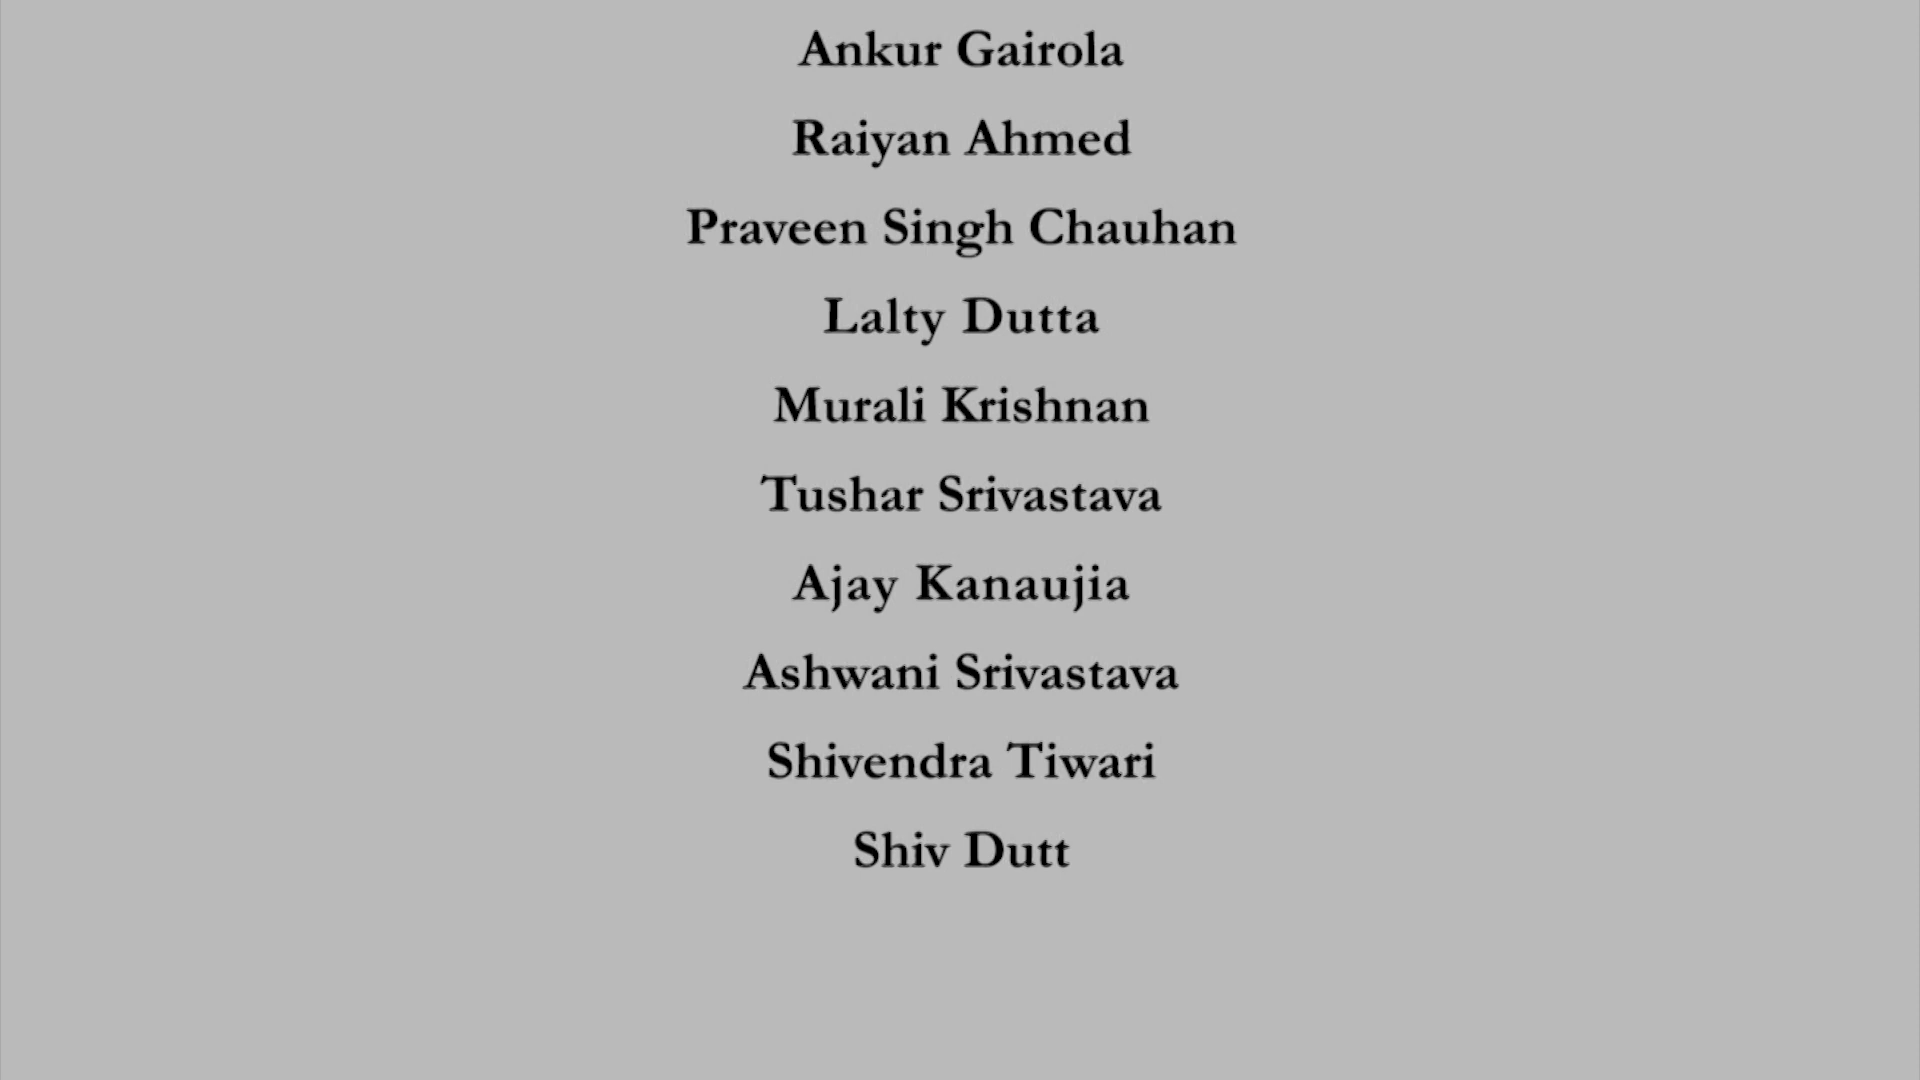 Ankur Gairola
Raiyan Ahmed
Praveen Singh Chauhan
Lalty Dutta
Murali Krishnan
Tushar Srivastava
Ajay Kanaujia
Ashwani Srivastava
Shivendra Tiwari
Shiv Dutt